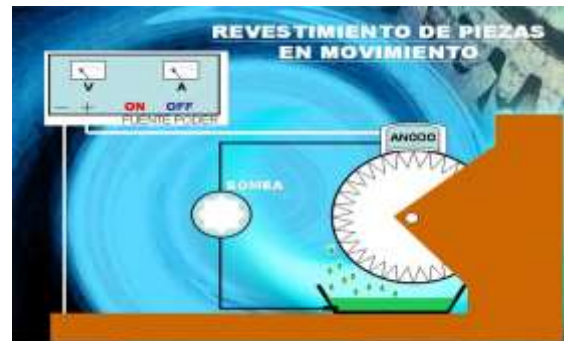 REVESTIMIENTO DE PIEZAS
EN MOVIMIENTO
V A
— + ON OFF
FUENTE PODER
ANODO
BOMBA